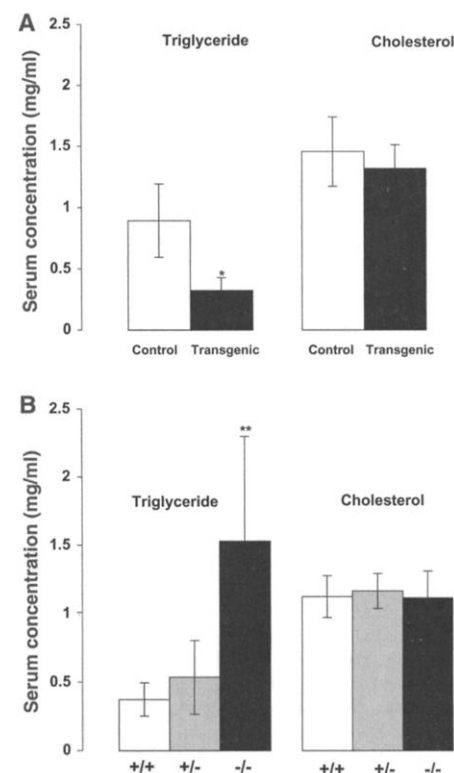 A
Triglyceride
Cholesterol
Serum concentration (mg/ml)
2.5
2
1.5
1
0.5
0
*
Control Transgenic
Control Transgenic
B
Triglyceride
Cholesterol
Serum concentration (mg/ml)
2.5
2
1.5
1
0.5
0
**
+/+ +/- -/-
+/+ +/- -/-